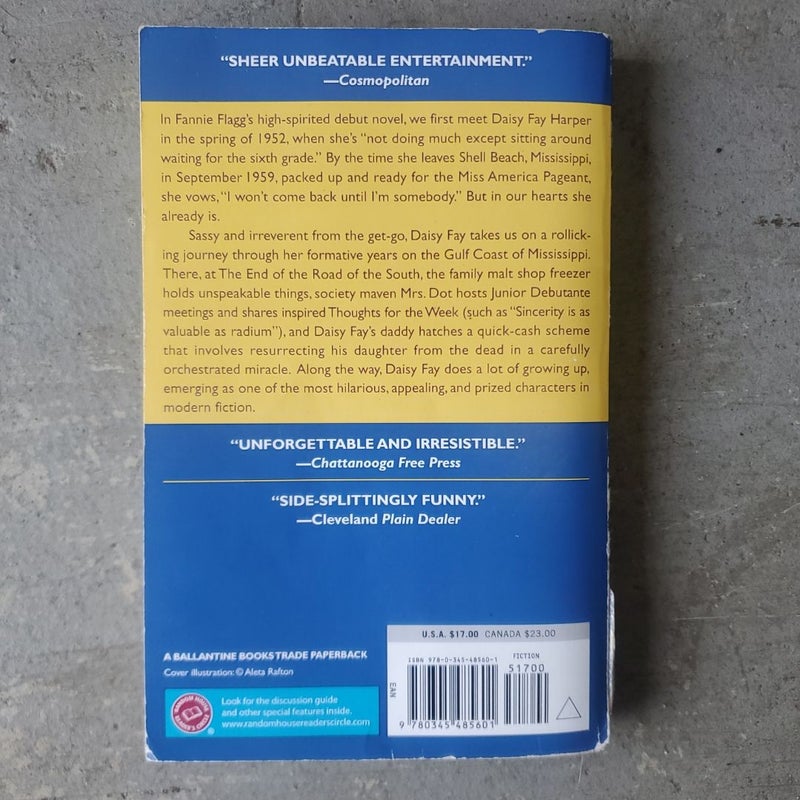 “SHEER UNBEATABLE ENTERTAINMENT.”
—Cosmopolitan
In Fannie Flagg's high-spirited debut novel, we first meet Daisy Fay Harper
in the spring of 1952, when she's “not doing much except sitting around
waiting for the sixth grade.” By the time she leaves Shell Beach, Mississippi,
in September 1959, packed up and ready for the Miss America Pageant,
she vows, “I won't come back until I'm somebody.” But in our hearts she
already is.
Sassy and irreverent from the get-go, Daisy Fay takes us on a rollick-
ing journey through her formative years on the Gulf Coast of Mississippi.
There, at The End of the Road of the South, the family malt shop freezer
holds unspeakable things, society maven Mrs. Dot hosts Junior Debutante
meetings and shares inspired Thoughts for the Week (such as “Sincerity is as
valuable as radium”), and Daisy Fay's daddy hatches a quick-cash scheme
that involves resurrecting his daughter from the dead in a carefully
orchestrated miracle. Along the way, Daisy Fay does a lot of growing up,
emerging as one of the most hilarious, appealing, and prized characters in
modern fiction.
“UNFORGETTABLE AND IRRESISTIBLE.”
—Chattanooga Free Press
“SIDE-SPLITTINGLY FUNNY.”
—Cleveland Plain Dealer
A BALLANTINE BOOKS TRADE PAPERBACK
Cover illustration: © Aleta Rafton
RANDOM HOUSE
READER'S CIRCLE
®
Look for the discussion guide
and other special features inside.
www.randomhousereaderscircle.com
U.S.A. $17.00 CANADA $23.00
ISBN 978-0-345-48560-1
FICTION
51700
EAN
9 780345 485601